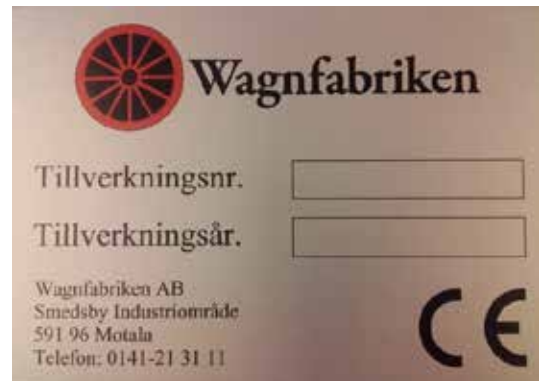 Wagnfabriken
Tillverkningsnr.
Tillverkningsår.
Wagnfabriken AB
Smedsby Industriområde
591 96 Motala
Telefon: 0141-21 31 11
CE